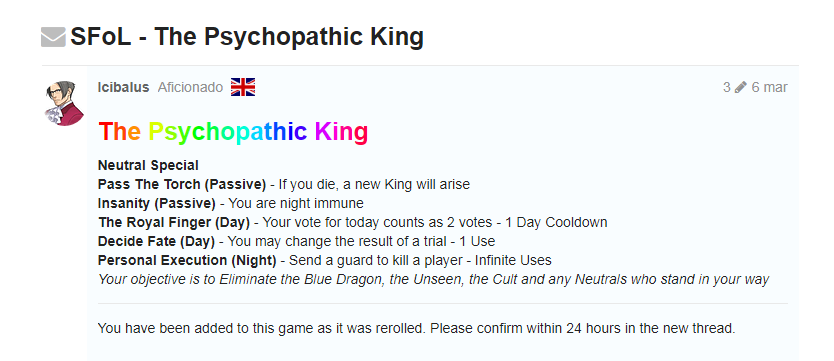 SFoL - The Psychopathic King
Icibalus Aficionado 3 6 mar
The Psychopathic King
Neutral Special
Pass The Torch (Passive) - If you die, a new King will arise
Insanity (Passive) - You are night immune
The Royal Finger (Day) - Your vote for today counts as 2 votes - 1 Day Cooldown
Decide Fate (Day) - You may change the result of a trial - 1 Use
Personal Execution (Night) - Send a guard to kill a player - Infinite Uses
Your objective is to Eliminate the Blue Dragon, the Unseen, the Cult and any Neutrals who stand in your way
You have been added to this game as it was rerolled. Please confirm within 24 hours in the new thread.